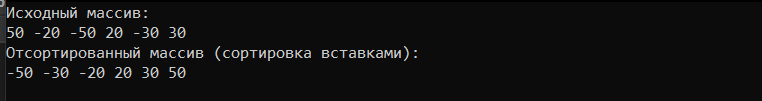 Исходный массив:
50 -20 -50 20 -30 30
Отсортированный массив (сортировка вставками):
-50 -30 -20 20 30 50